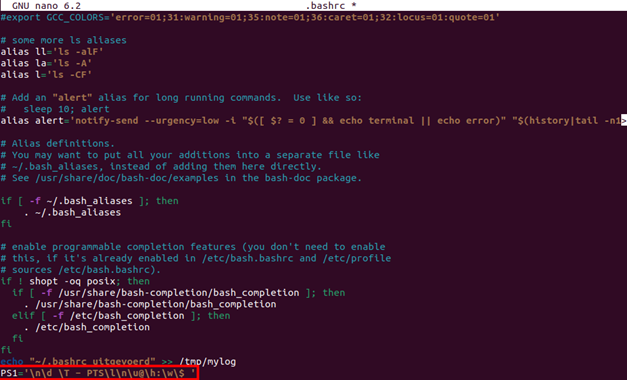 GNU nano 6.2 .bashrc *
#export GCC_COLORS='error=01;31:warning=01;35:note=01;36:caret=01;32:locus=01:quote=01'
# some more ls aliases
alias ll='ls -alF'
alias la='ls -A'
alias l='ls -CF'
# Add an "alert" alias for long running commands.  Use like so:
#   sleep 10; alert
alias alert='notify-send --urgency=low -i "$([ $? = 0 ] && echo terminal || echo error)" "$(history|tail -n1>
# Alias definitions.
# You may want to put all your additions into a separate file like
# ~/.bash_aliases, instead of adding them here directly.
# See /usr/share/doc/bash-doc/examples in the bash-doc package.
if [ -f ~/.bash_aliases ]; then
    . ~/.bash_aliases
fi
# enable programmable completion features (you don't need to enable
# this, if it's already enabled in /etc/bash.bashrc and /etc/profile
# sources /etc/bash.bashrc).
if ! shopt -oq posix; then
  if [ -f /usr/share/bash-completion/bash_completion ]; then
    . /usr/share/bash-completion/bash_completion
  elif [ -f /etc/bash_completion ]; then
    . /etc/bash_completion
  fi
fi
echo "~/.bashrc uitgevoerd" >> /tmp/mylog
PS1='\n\d \T - PTS\l\n\u@\h:\w\$ '